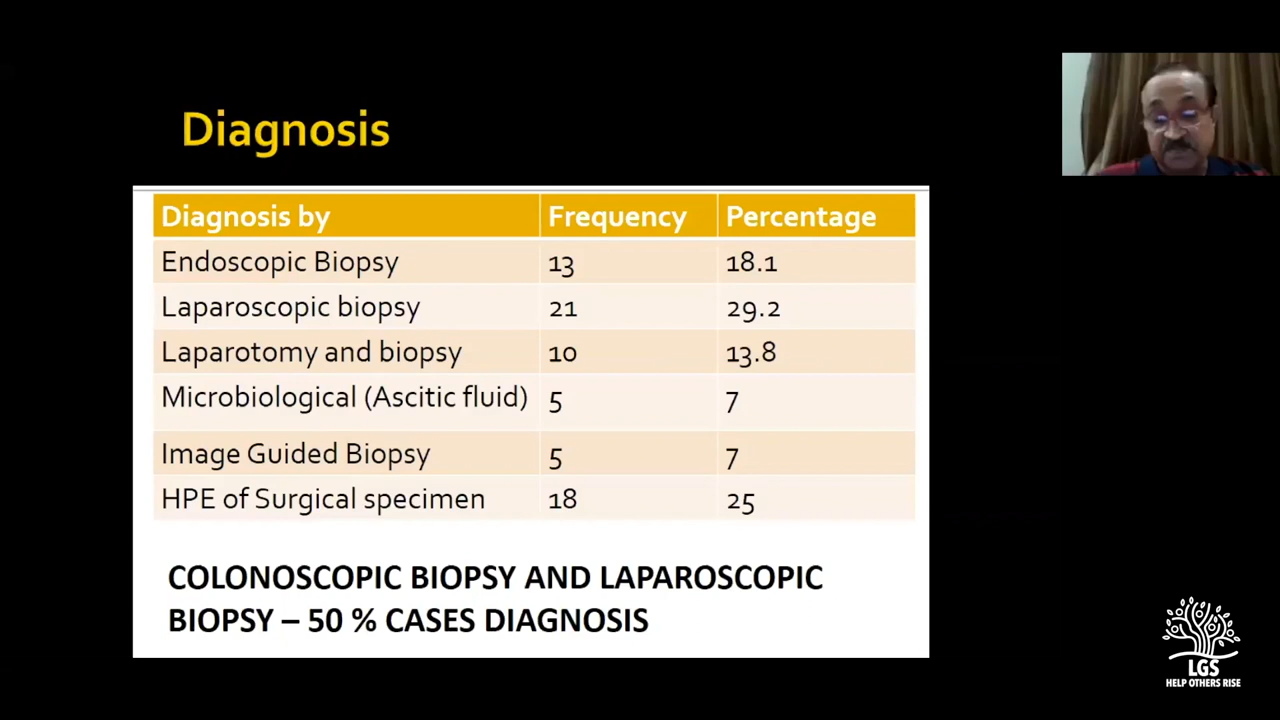 Diagnosis
Diagnosis by Frequency Percentage
Endoscopic Biopsy 13 18.1
Laparoscopic biopsy 21 29.2
Laparotomy and biopsy 10 13.8
Microbiological (Ascitic fluid) 5 7
Image Guided Biopsy 5 7
HPE of Surgical specimen 18 25
COLONOSCOPIC BIOPSY AND LAPAROSCOPIC
BIOPSY – 50 % CASES DIAGNOSIS
LGS
HELP OTHERS RISE